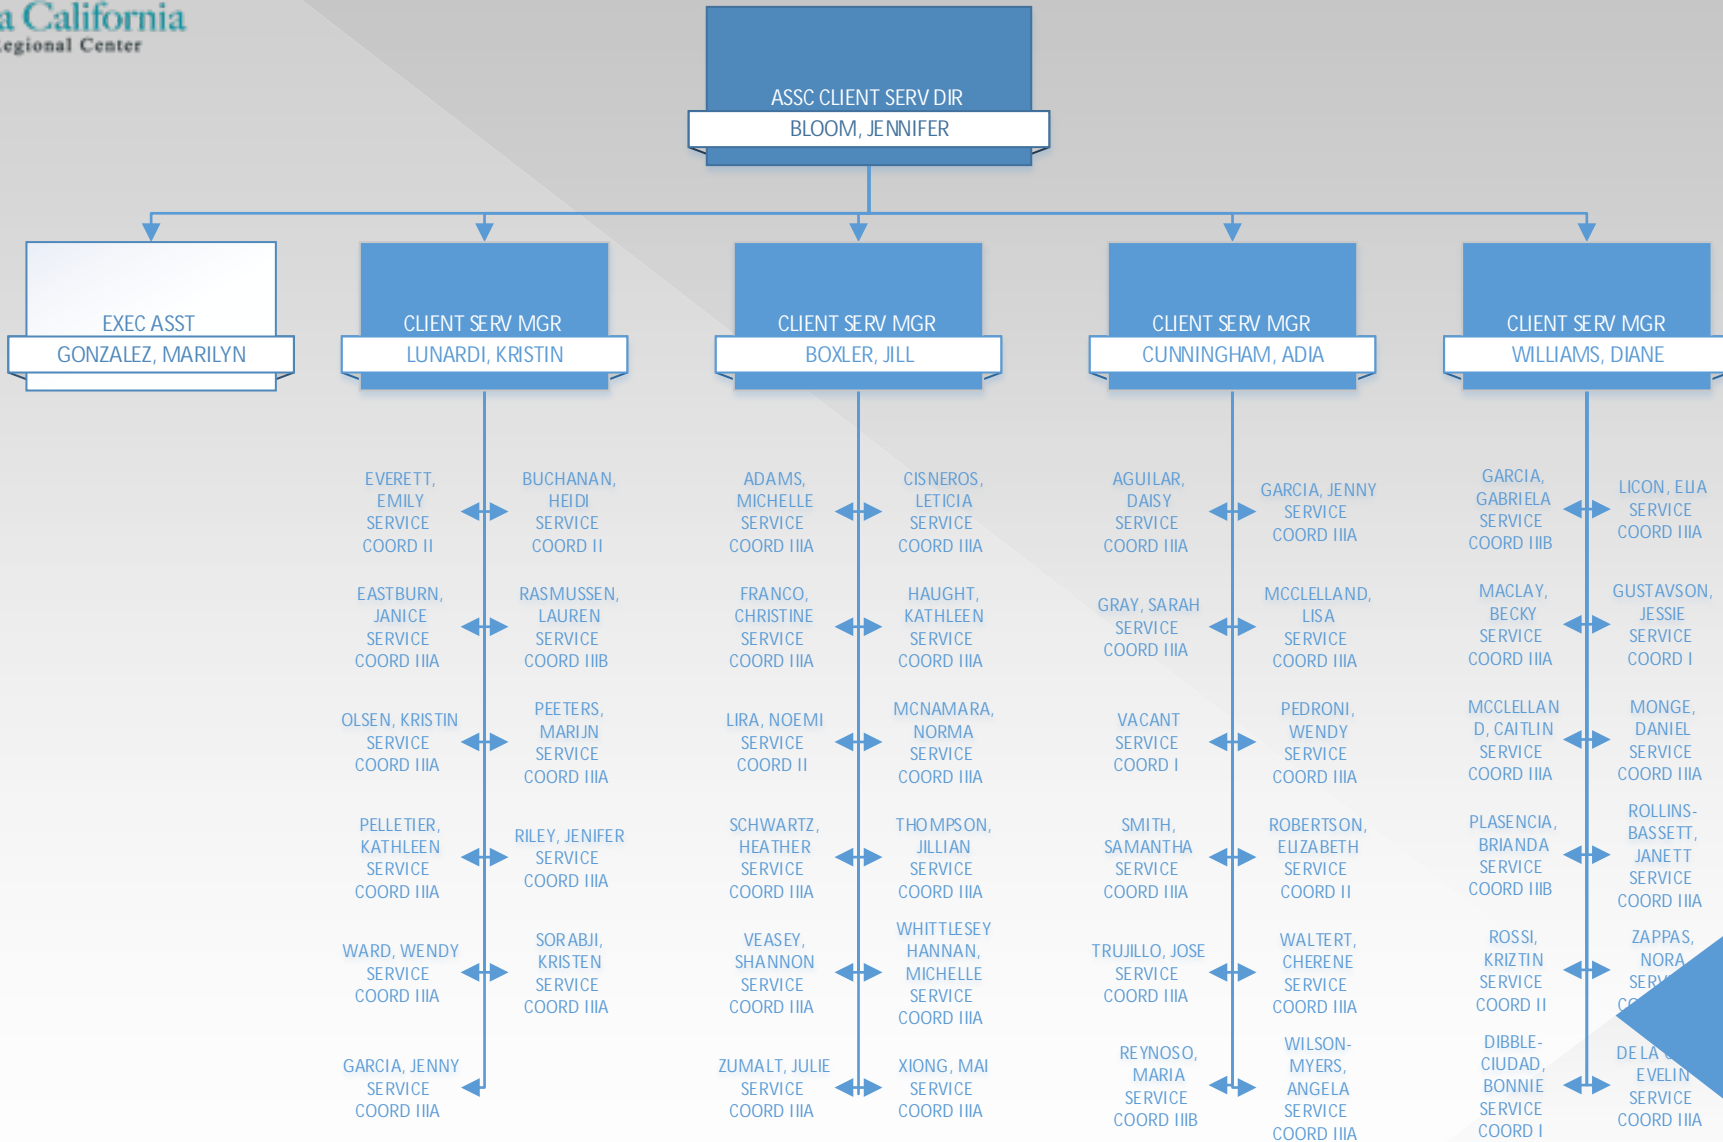 a California
Regional Center
ASSC CLIENT SERV DIR
BLOOM, JENNIFER
EXEC ASST
GONZALEZ, MARILYN
CLIENT SERV MGR
LUNARDI, KRISTIN
CLIENT SERV MGR
BOXLER, JILL
CLIENT SERV MGR
CUNNINGHAM, ADIA
CLIENT SERV MGR
WILLIAMS, DIANE
EVERETT,
EMILY
SERVICE
COORD II
BUCHANAN,
HEIDI
SERVICE
COORD II
EASTBURN,
JANICE
SERVICE
COORD IIIA
RASMUSSEN,
LAUREN
SERVICE
COORD IIIB
OLSEN, KRISTIN
SERVICE
COORD IIIA
PEETERS,
MARIJN
SERVICE
COORD IIIA
PELLETIER,
KATHLEEN
SERVICE
COORD IIIA
RILEY, JENIFER
SERVICE
COORD IIIA
WARD, WENDY
SERVICE
COORD IIIA
SORABJI,
KRISTEN
SERVICE
COORD IIIA
GARCIA, JENNY
SERVICE
COORD IIIA
ADAMS,
MICHELLE
SERVICE
COORD IIIA
CISNEROS,
LETICIA
SERVICE
COORD IIIA
FRANCO,
CHRISTINE
SERVICE
COORD IIIA
HAUGHT,
KATHLEEN
SERVICE
COORD IIIA
LIRA, NOEMI
SERVICE
COORD II
MCNAMARA,
NORMA
SERVICE
COORD IIIA
SCHWARTZ,
HEATHER
SERVICE
COORD IIIA
THOMPSON,
JILLIAN
SERVICE
COORD IIIA
VEASEY,
SHANNON
SERVICE
COORD IIIA
WHITTLESEY
HANNAN,
MICHELLE
SERVICE
COORD IIIA
ZUMALT, JULIE
SERVICE
COORD IIIA
XIONG, MAI
SERVICE
COORD IIIA
AGUILAR,
DAISY
SERVICE
COORD IIIA
GARCIA, JENNY
SERVICE
COORD IIIA
GRAY, SARAH
SERVICE
COORD IIIA
MCCLELLAND,
LISA
SERVICE
COORD IIIA
VACANT
SERVICE
COORD I
PEDRONI,
WENDY
SERVICE
COORD IIIA
SMITH,
SAMANTHA
SERVICE
COORD IIIA
ROBERTSON,
ELIZABETH
SERVICE
COORD II
TRUJILLO, JOSE
SERVICE
COORD IIIA
WALTERT,
CHERENE
SERVICE
COORD IIIA
REYNOSO,
MARIA
SERVICE
COORD IIIB
WILSON-
MYERS,
ANGELA
SERVICE
COORD IIIA
GARCIA,
GABRIELA
SERVICE
COORD IIIB
LICON, ELIA
SERVICE
COORD IIIA
MACLAY,
BECKY
SERVICE
COORD IIIA
GUSTAVSON,
JESSIE
SERVICE
COORD I
MCCLELLAN
D, CAITLIN
SERVICE
COORD IIIA
MONGE,
DANIEL
SERVICE
COORD IIIA
PLASENCIA,
BRIANDA
SERVICE
COORD IIIB
ROLLINS-
BASSETT,
JANETT
SERVICE
COORD IIIA
ROSSI,
KRIZTIN
SERVICE
COORD II
ZAPPAS,
NORA
DIBBLE-
CIUDAD,
BONNIE
SERVICE
COORD I
DE LA
EVELIN
SERVICE
COORD IIIA